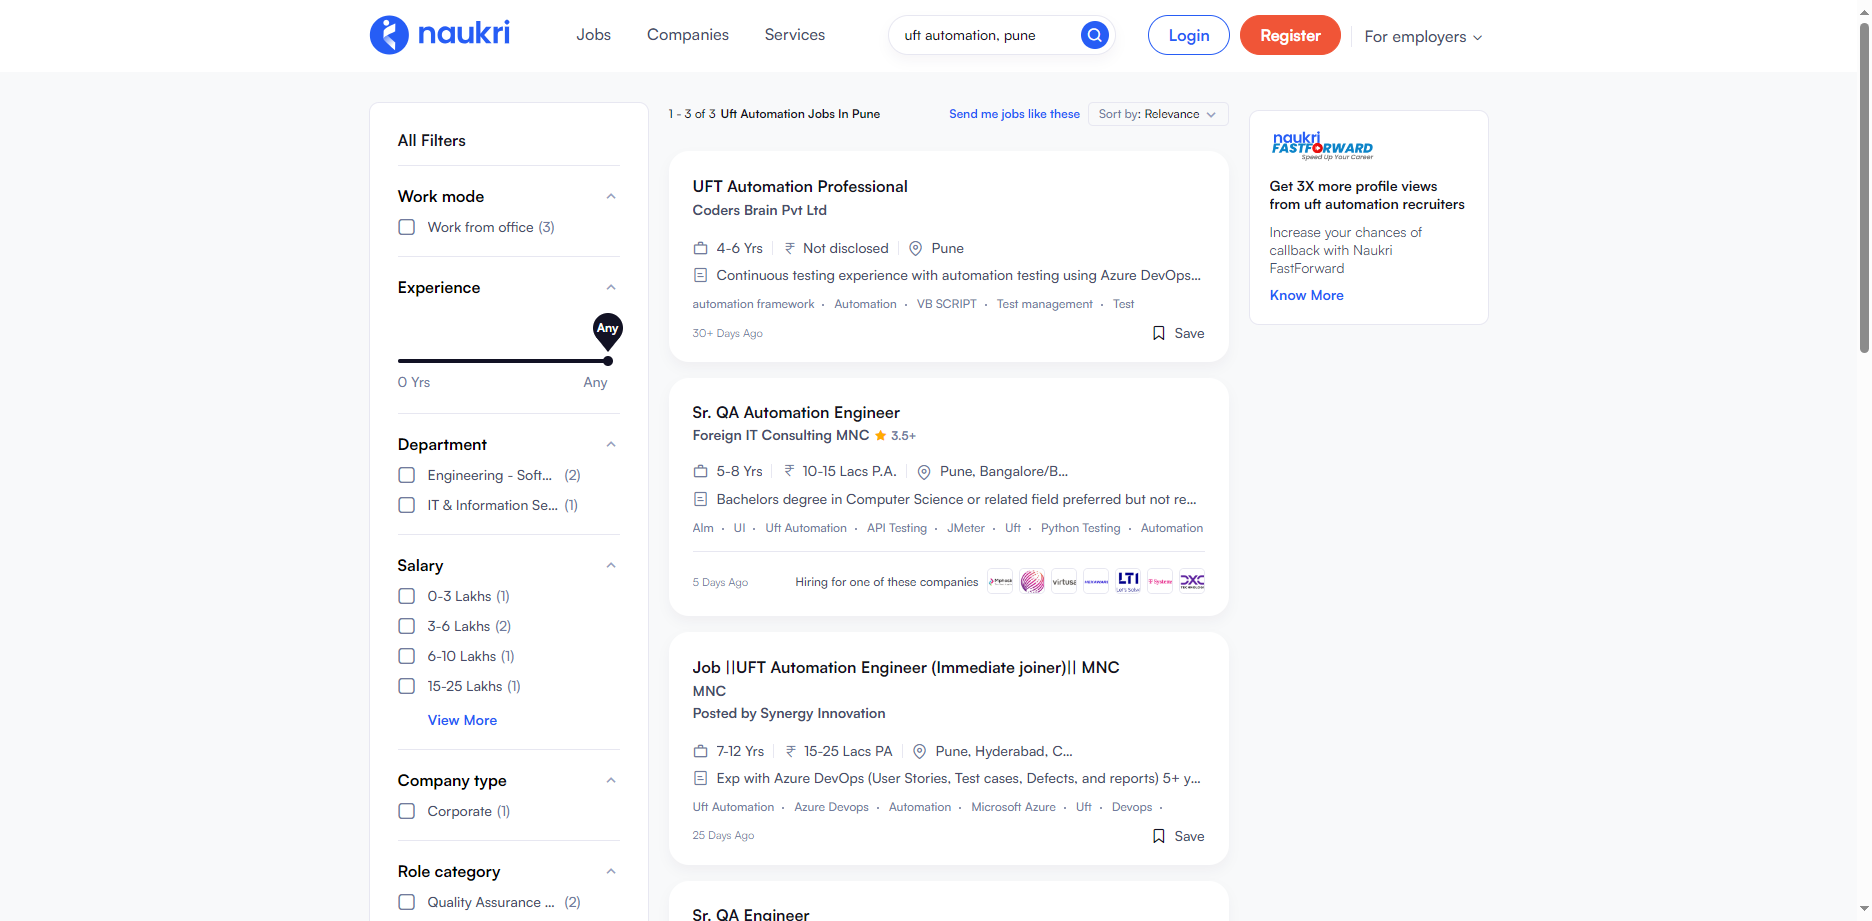 naukri
Jobs
Companies
Services
uft automation, pune
Login
Register
For employers
All Filters
Work mode
Work from office (3)
Experience
Any
0 Yrs
Any
Department
Engineering - Soft... (2)
IT & Information Se... (1)
Salary
0-3 Lakhs (1)
3-6 Lakhs (2)
6-10 Lakhs (1)
15-25 Lakhs (1)
View More
Company type
Corporate (1)
Role category
Quality Assurance ... (2)
1 - 3 of 3 Uft Automation Jobs In Pune
Send me jobs like these
Sort by: Relevance
UFT Automation Professional
Coders Brain Pvt Ltd
4-6 Yrs
₹ Not disclosed
Pune
Continuous testing experience with automation testing using Azure DevOps...
automation framework · Automation · VB SCRIPT · Test management · Test
30+ Days Ago
Save
Sr. QA Automation Engineer
Foreign IT Consulting MNC
3.5+
5-8 Yrs
₹ 10-15 Lacs P.A.
Pune, Bangalore/B...
Bachelors degree in Computer Science or related field preferred but not re...
Alm · UI · Uft Automation · API Testing · JMeter · Uft · Python Testing · Automation
5 Days Ago
Hiring for one of these companies
Mphasis
virtusa
HEXAWARE
LTI
Let's Solve
T Systems
DXC
TECHNOLOGY
Job ||UFT Automation Engineer (Immediate joiner)|| MNC
MNC
Posted by Synergy Innovation
7-12 Yrs
₹ 15-25 Lacs PA
Pune, Hyderabad, C...
Exp with Azure DevOps (User Stories, Test cases, Defects, and reports) 5+ y...
Uft Automation · Azure Devops · Automation · Microsoft Azure · Uft · Devops ·
25 Days Ago
Save
Sr. QA Engineer
naukri
FASTFORWARD
Speed Up Your Career
Get 3X more profile views
from uft automation recruiters
Increase your chances of
callback with Naukri
FastForward
Know More